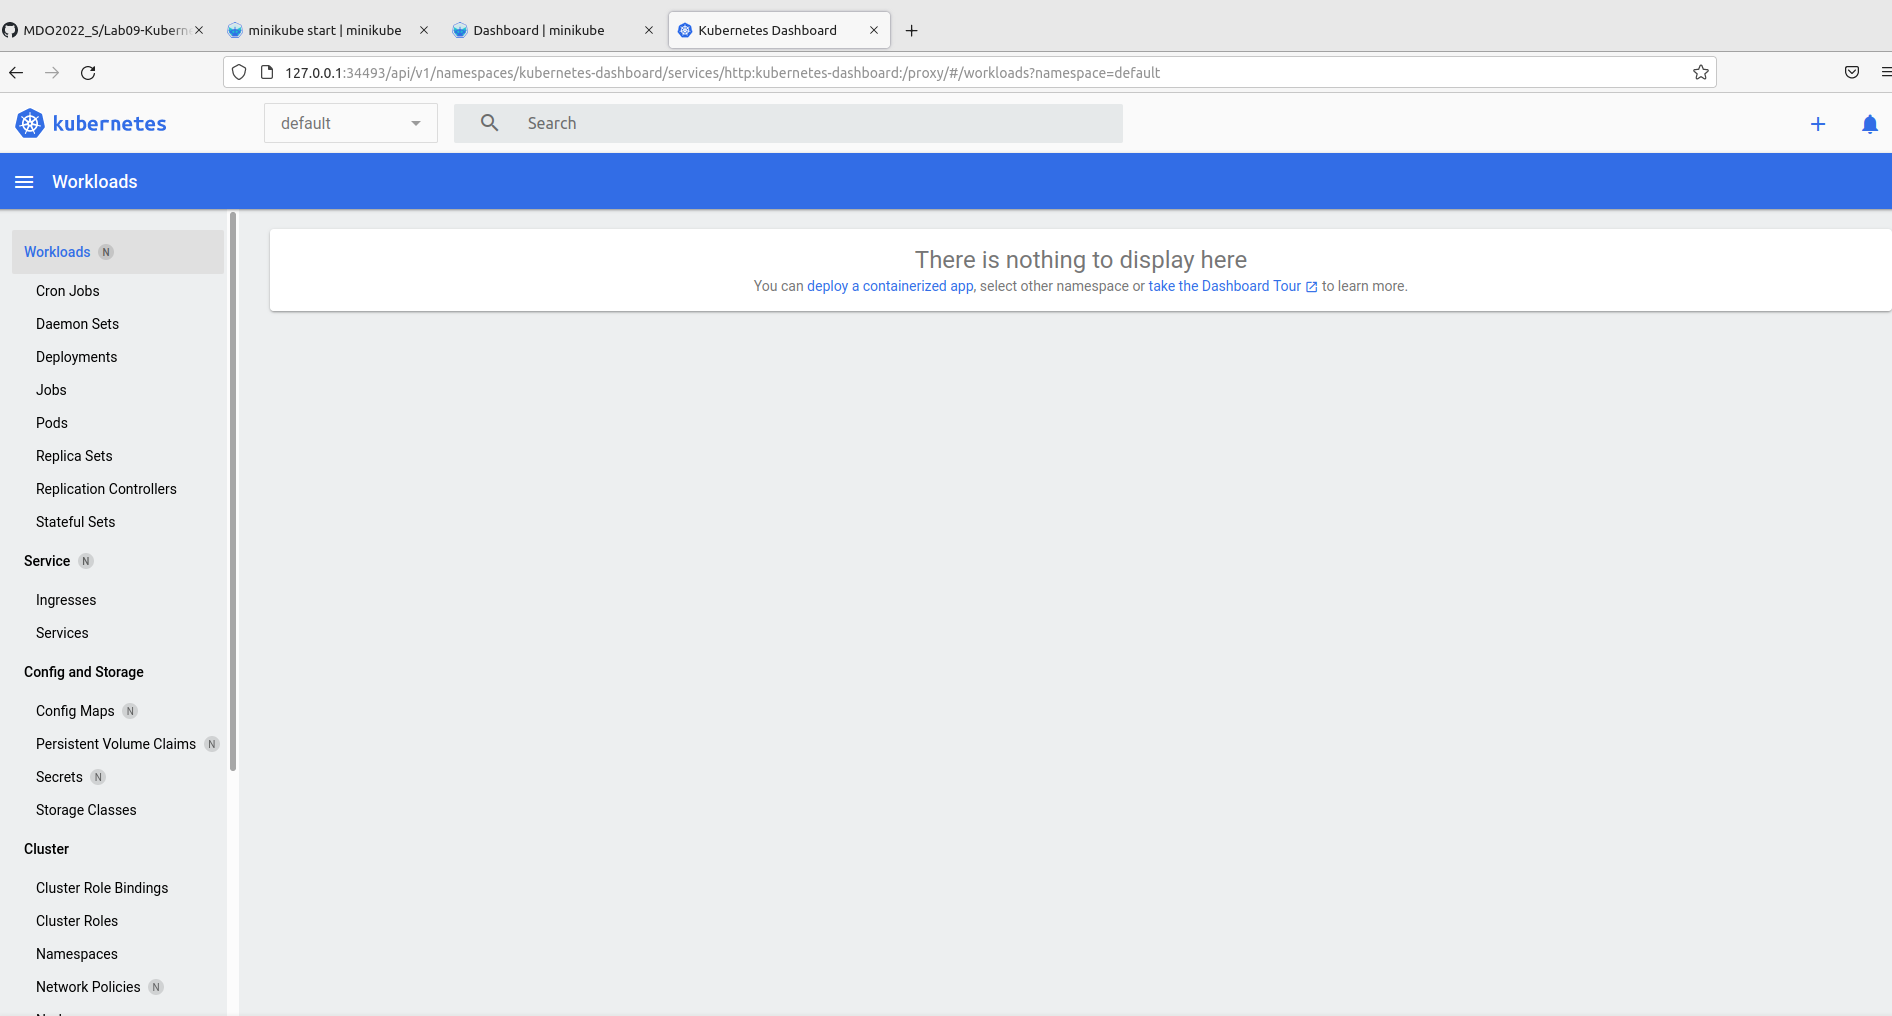 MDO2022_S/Lab09-Kubern
minikube start | minikube
Dashboard | minikube
Kubernetes Dashboard
127.0.0.1:34493/api/v1/namespaces/kubernetes-dashboard/services/http:kubernetes-dashboard:/proxy/#/workloads?namespace=default
kubernetes
default
Search
Workloads
Workloads N
Cron Jobs
Daemon Sets
Deployments
Jobs
Pods
Replica Sets
Replication Controllers
Stateful Sets
Service N
Ingresses
Services
Config and Storage
Config Maps N
Persistent Volume Claims N
Secrets N
Storage Classes
Cluster
Cluster Role Bindings
Cluster Roles
Namespaces
Network Policies N
There is nothing to display here
You can deploy a containerized app, select other namespace or take the Dashboard Tour to learn more.